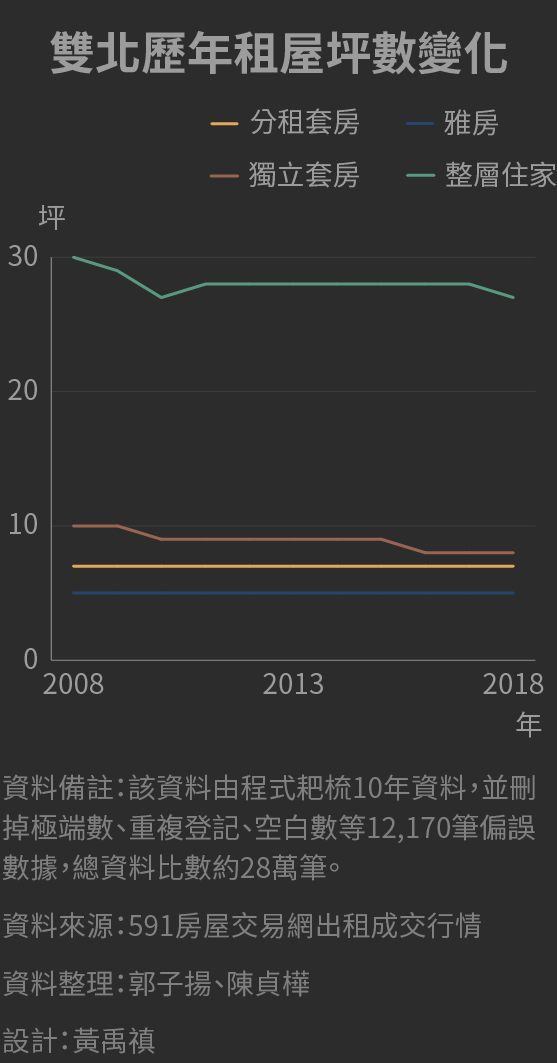 雙北歷年租屋坪數變化
分租套房 雅房
獨立套房 整層住家
坪
30
20
10
0
2008 2013 2018
年
資料備註：該資料由程式耙梳10年資料，並刪
掉極端數、重複登記、空白數等12,170筆偏誤
數據，總資料比數約28萬筆。
資料來源：591房屋交易網出租成交行情
資料整理：郭子揚、陳貞樺
設計：黃禹禛